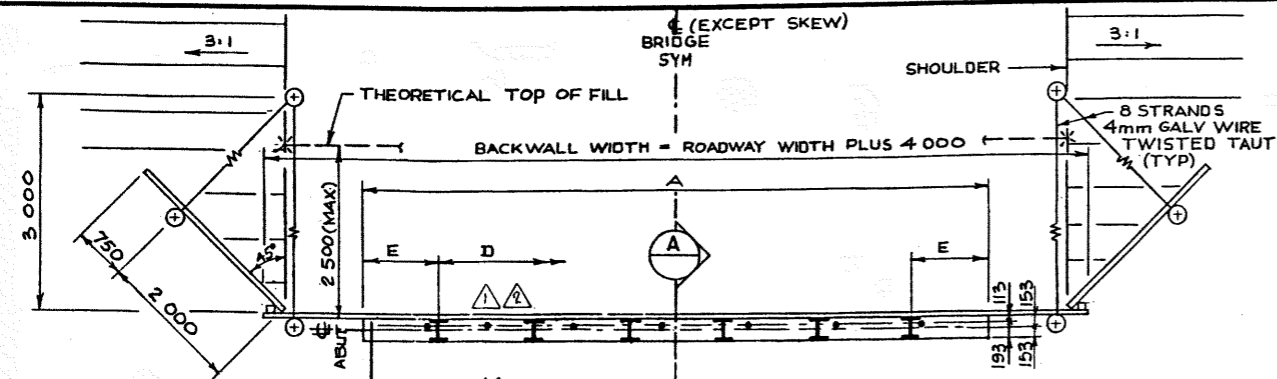 ℄ (EXCEPT SKEW)
BRIDGE
SYM
3:1
3:1
SHOULDER
THEORETICAL TOP OF FILL
8 STRANDS
4mm GALV WIRE
TWISTED TAUT
(TYP)
BACKWALL WIDTH = ROADWAY WIDTH PLUS 4 000
A
3 000
2 500 (MAX)
A
E
D
E
750
45°
2 000
1
2
113
153
℄
ABUT
193
153